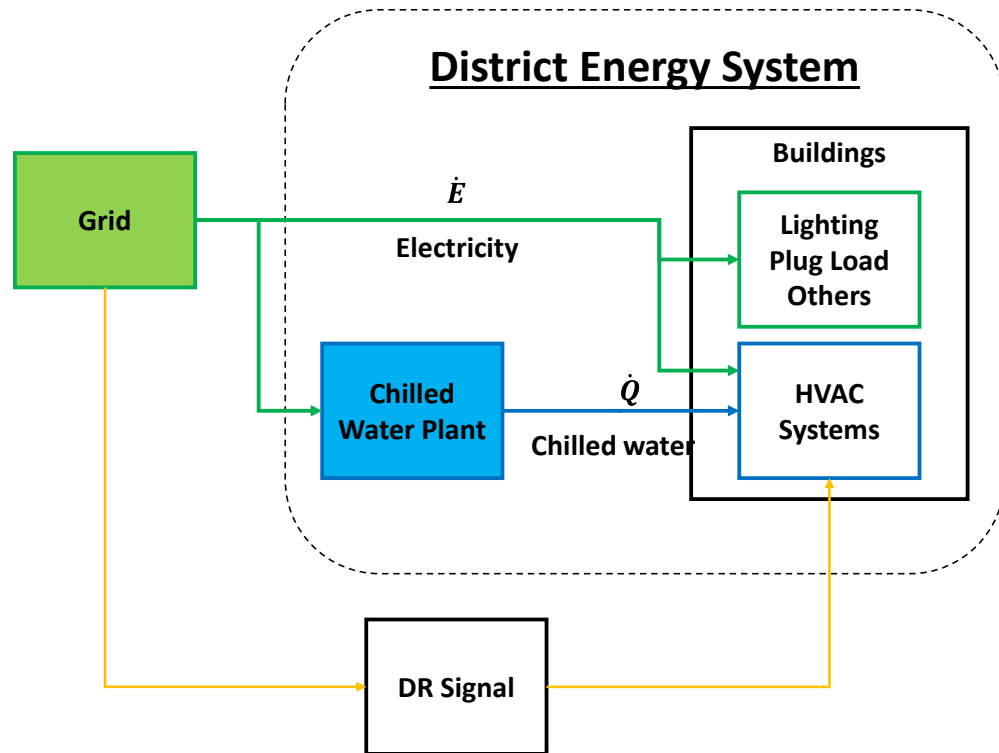 District Energy System
Buildings
Grid
Ė
Electricity
Lighting
Plug Load
Others
Chilled
Water Plant
Q̇
Chilled water
HVAC
Systems
DR Signal